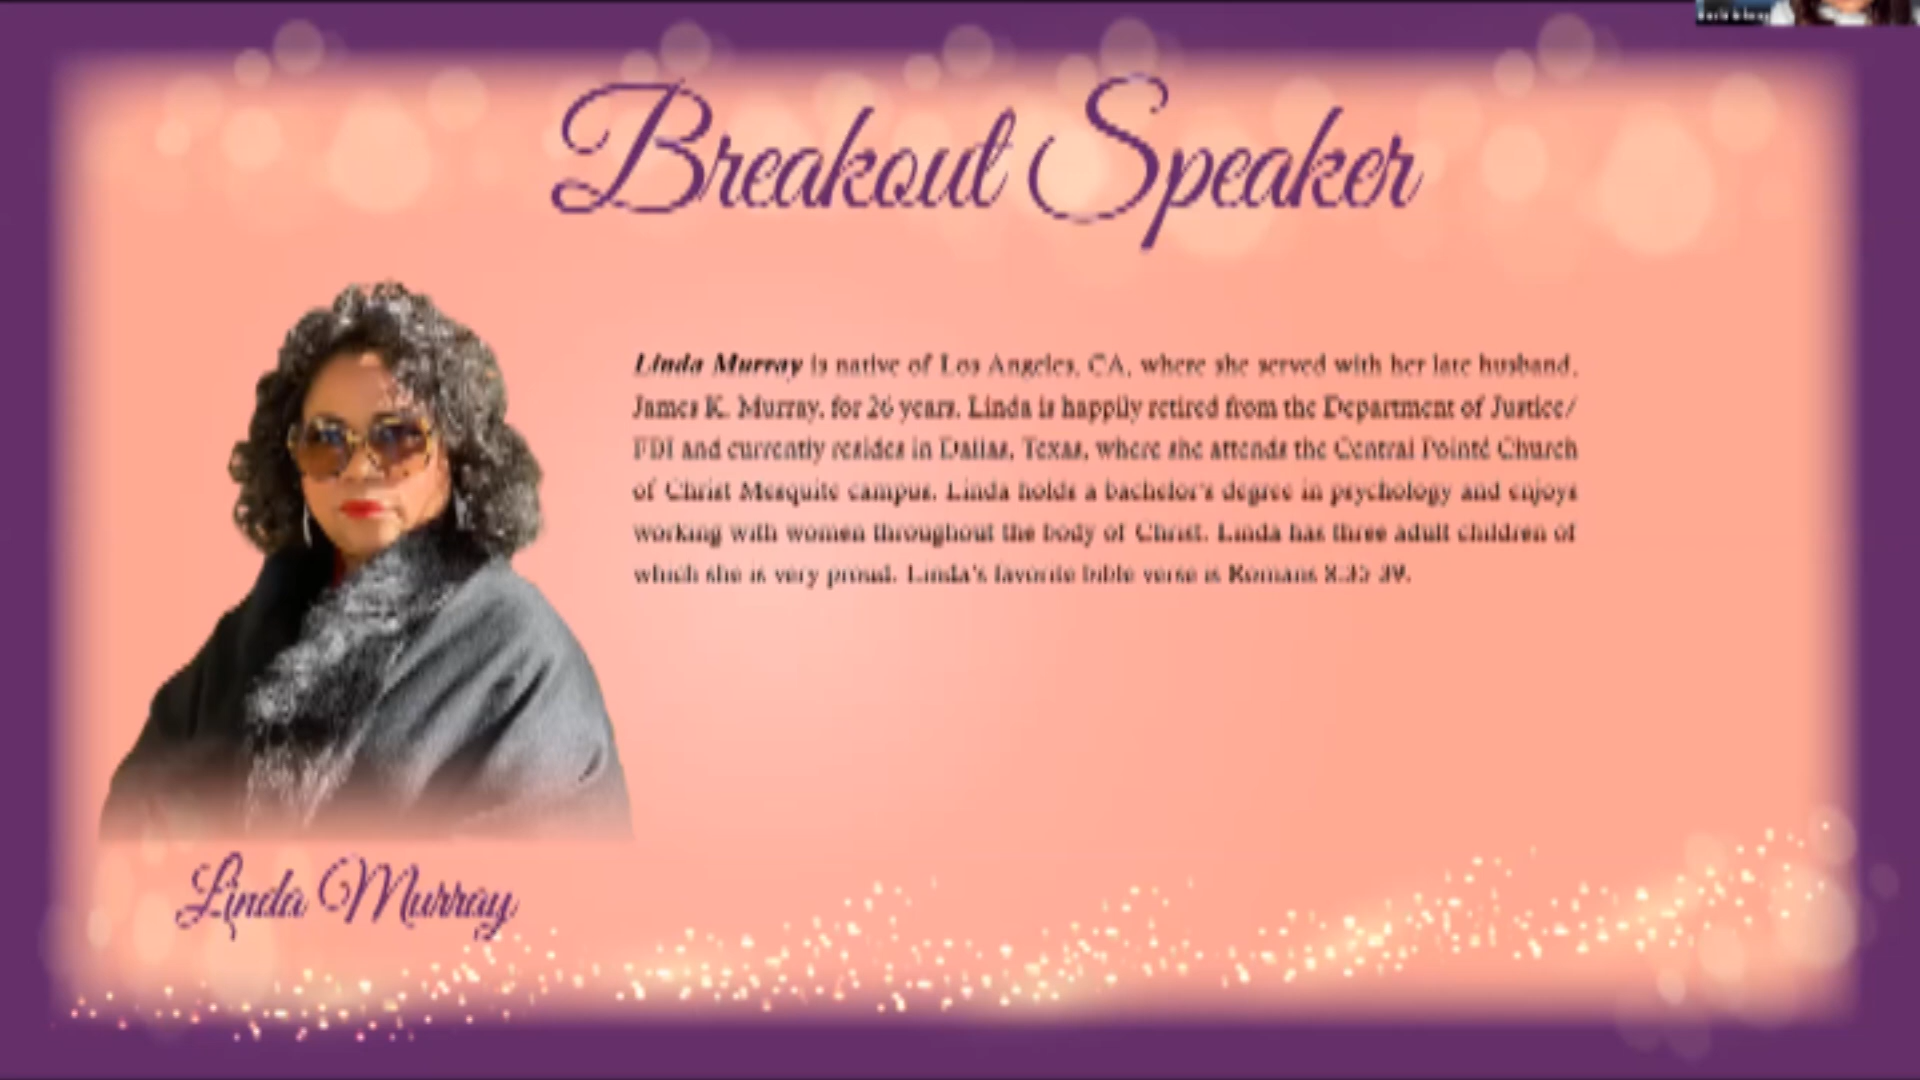 Breakout Speaker
Linda Murray is native of Los Angeles, CA, where she served with her late husband,
James K. Murray, for 26 years. Linda is happily retired from the Department of Justice/
FBI and currently resides in Dallas, Texas, where she attends the Central Pointé Church
of Christ Mesquite campus. Linda holds a bachelor's degree in psychology and enjoys
working with women throughout the body of Christ. Linda has three adult children of
which she is very proud. Linda's favorite bible verse is Romans
Linda Murray